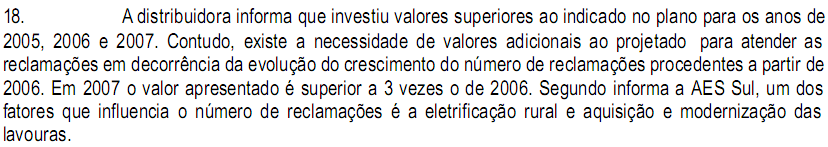 18. A distribuidora informa que investiu valores superiores ao indicado no plano para os anos de
2005, 2006 e 2007. Contudo, existe a necessidade de valores adicionais ao projetado para atender as
reclamações em decorrência da evolução do crescimento do número de reclamações procedentes a partir de
2006. Em 2007 o valor apresentado é superior a 3 vezes o de 2006. Segundo informa a AES Sul, um dos
fatores que influencia o número de reclamações é a eletrificação rural e aquisição e modernização das
lavouras.